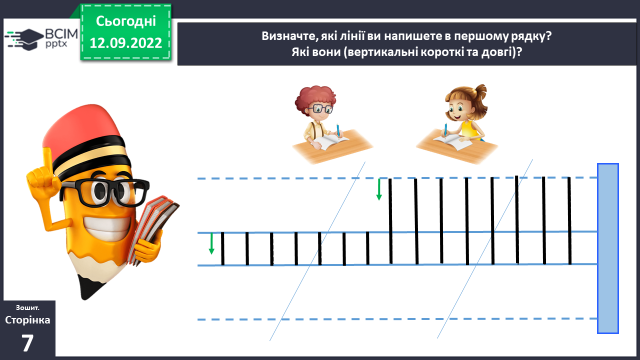 ВСІМ
pptx
Сьогодні
12.09.2022
Визначте, які лінії ви напишете в першому рядку?
Які вони (вертикальні короткі та довгі)?
Зошит.
Сторінка
7